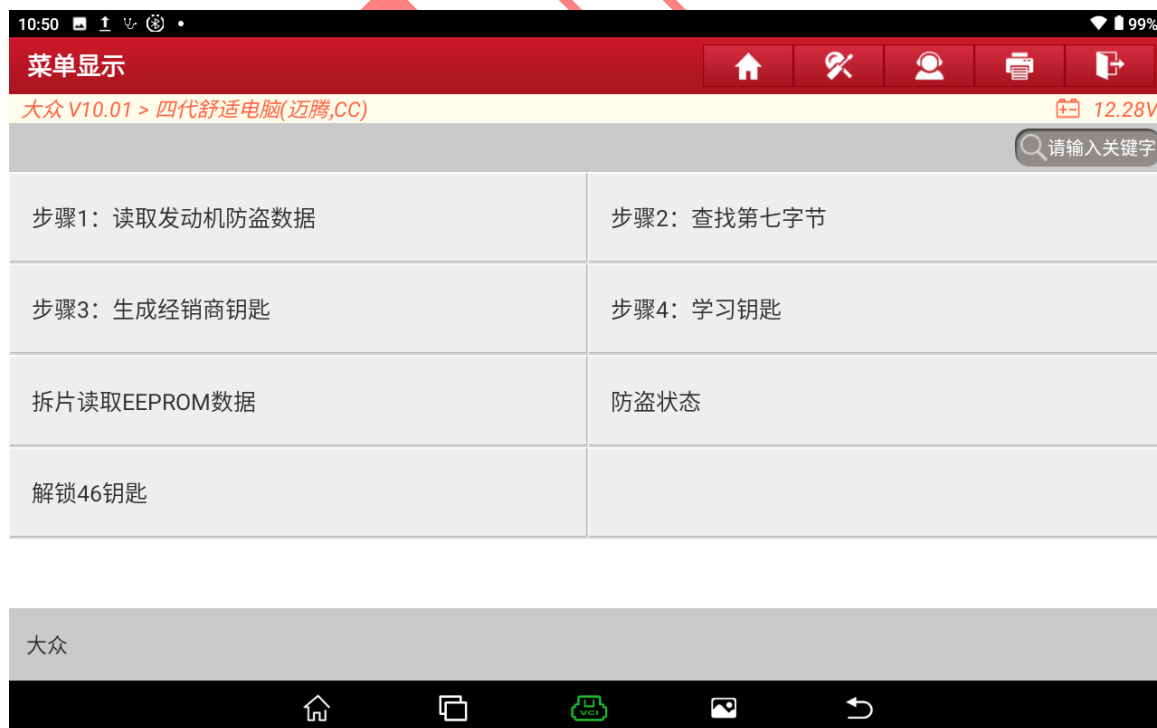 10:50
99%
菜单显示
大众 V10.01 > 四代舒适电脑(迈腾,CC)
12.28V
请输入关键字
步骤1：读取发动机防盗数据
步骤2：查找第七字节
步骤3：生成经销商钥匙
步骤4：学习钥匙
拆片读取EEPROM数据
防盗状态
解锁46钥匙
大众
VCI